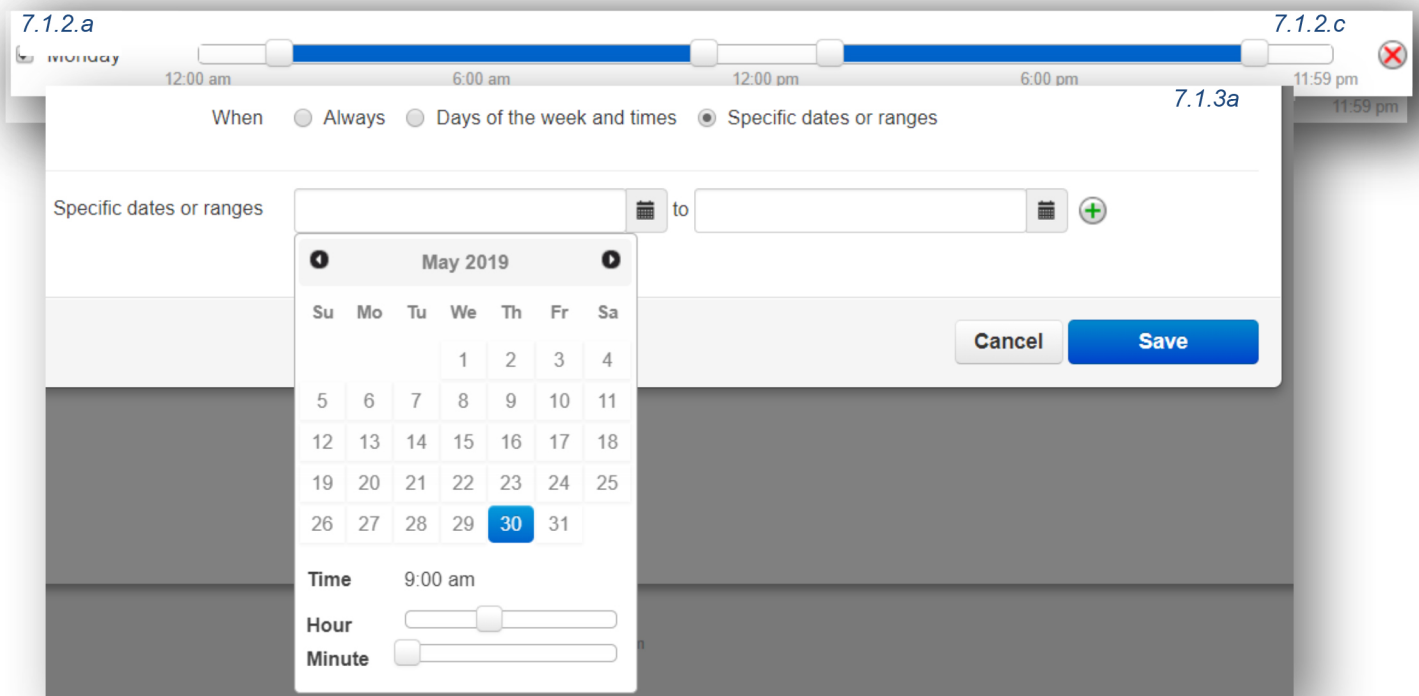 7.1.2.a 7.1.2.c
Monday
12:00 am 6:00 am 12:00 pm 6:00 pm 11:59 pm
7.1.3a
11:59 pm
When Always Days of the week and times Specific dates or ranges
Specific dates or ranges to
May 2019
Su Mo Tu We Th Fr Sa
1 2 3 4
5 6 7 8 9 10 11
12 13 14 15 16 17 18
19 20 21 22 23 24 25
26 27 28 29 30 31
Cancel Save
Time 9:00 am
Hour
Minute